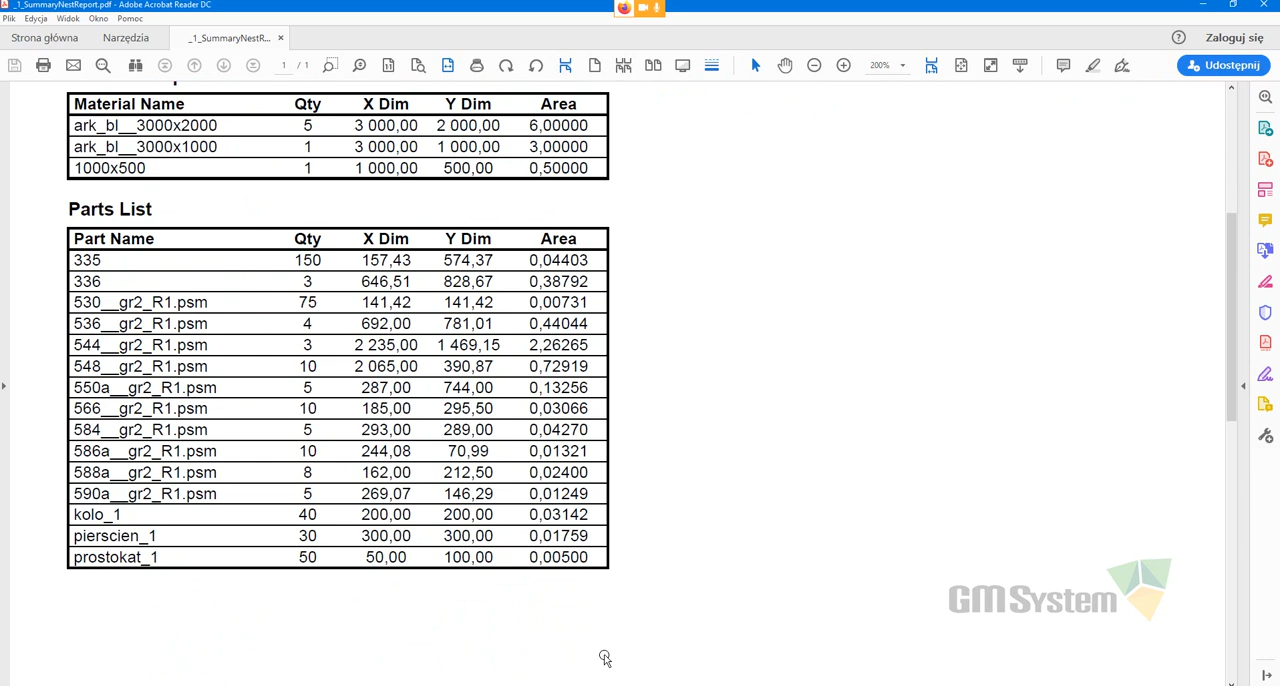 _1_SummaryNestReport.pdf - Adobe Acrobat Reader DC
Plik Edycja Widok Okno Pomoc
Strona główna Narzędzia _1_SummaryNestR... × Zaloguj się
1 / 1 200% Udostępnij
Material Name Qty X Dim Y Dim Area
ark_bl__3000x2000 5 3 000,00 2 000,00 6,00000
ark_bl__3000x1000 1 3 000,00 1 000,00 3,00000
1000x500 1 1 000,00 500,00 0,50000
Parts List
Part Name Qty X Dim Y Dim Area
335 150 157,43 574,37 0,04403
336 3 646,51 828,67 0,38792
530__gr2_R1.psm 75 141,42 141,42 0,00731
536__gr2_R1.psm 4 692,00 781,01 0,44044
544__gr2_R1.psm 3 2 235,00 1 469,15 2,26265
548__gr2_R1.psm 10 2 065,00 390,87 0,72919
550a__gr2_R1.psm 5 287,00 744,00 0,13256
566__gr2_R1.psm 10 185,00 295,50 0,03066
584__gr2_R1.psm 5 293,00 289,00 0,04270
586a__gr2_R1.psm 10 244,08 70,99 0,01321
588a__gr2_R1.psm 8 162,00 212,50 0,02400
590a__gr2_R1.psm 5 269,07 146,29 0,01249
kolo_1 40 200,00 200,00 0,03142
pierscien_1 30 300,00 300,00 0,01759
prostokat_1 50 50,00 100,00 0,00500
GM System